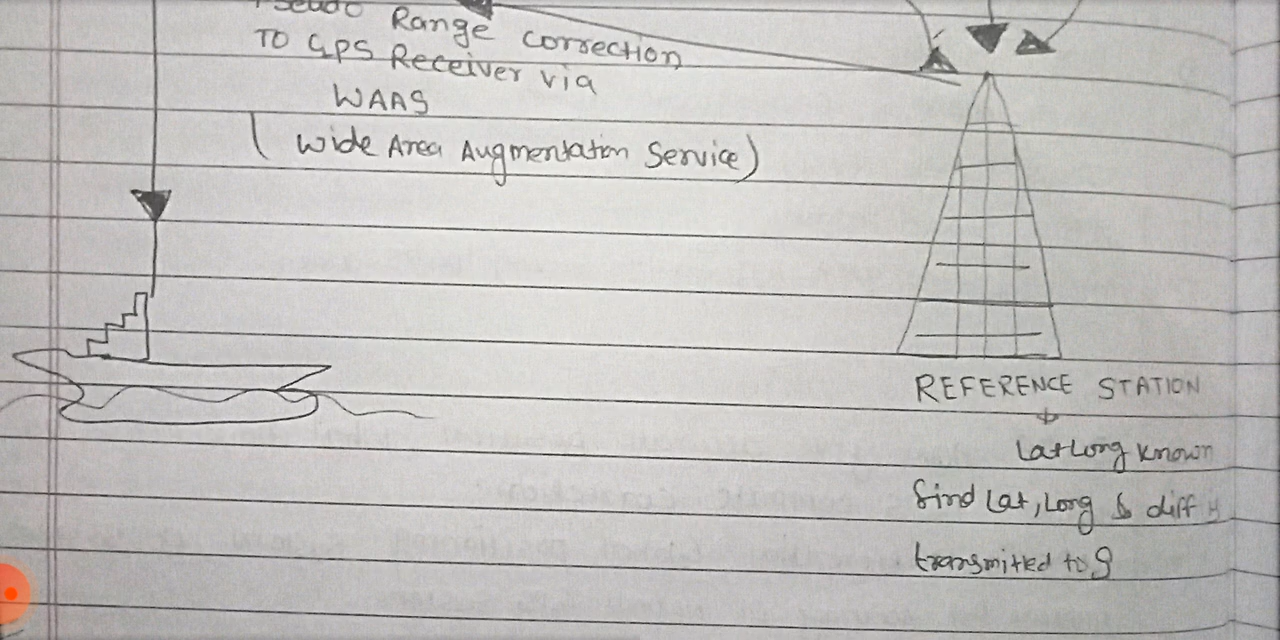 Range correction
TO GPS Receiver via
WAAS
( Wide Area Augmentation Service)
REFERENCE STATION
Lat Long known
find Lat, Long & diff
transmitted to